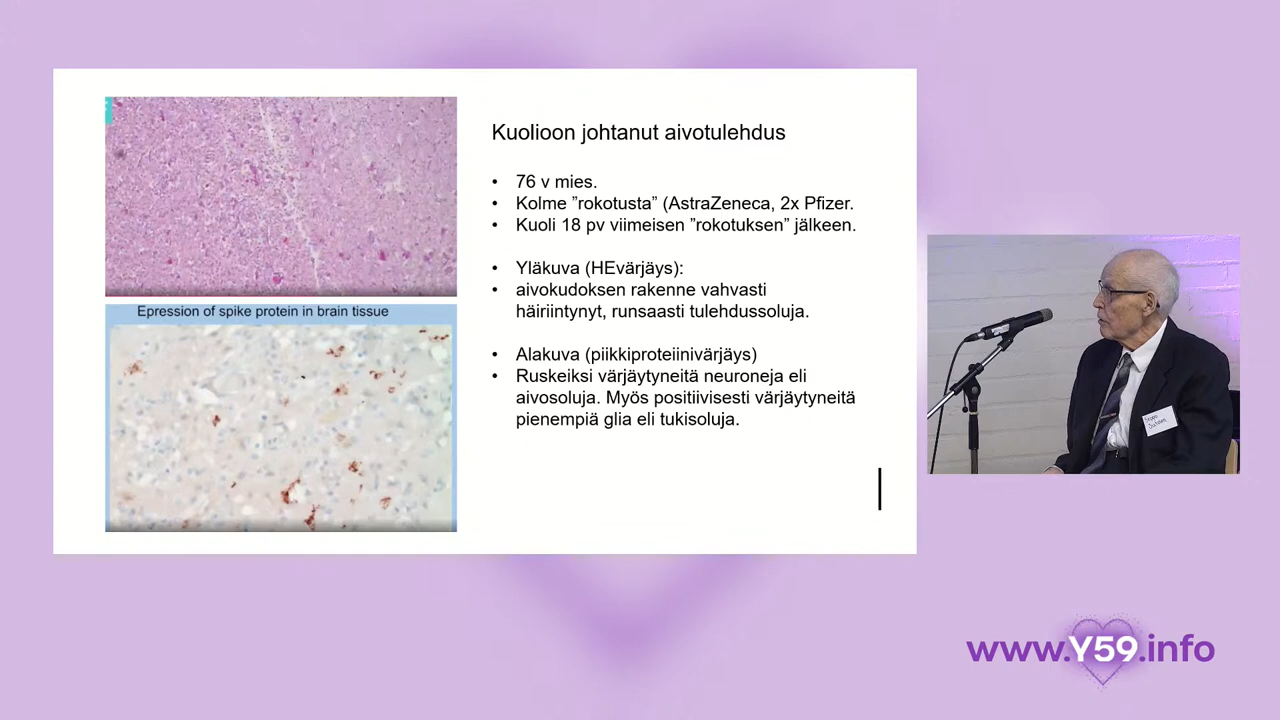 Kuolioon johtanut aivotulehdus
• 76 v mies.
• Kolme ”rokotusta” (AstraZeneca, 2x Pfizer.
• Kuoli 18 pv viimeisen ”rokotuksen” jälkeen.
• Yläkuva (HEvärjäys):
• aivokudoksen rakenne vahvasti
häiriintynyt, runsaasti tulehdussoluja.
• Alakuva (piikkiproteiinivärjäys)
• Ruskeiksi värjäytyneitä neuroneja eli
aivosoluja. Myös positiivisesti värjäytyneitä
pienempiä glia eli tukisoluja.
Epression of spike protein in brain tissue
www.Y59.info